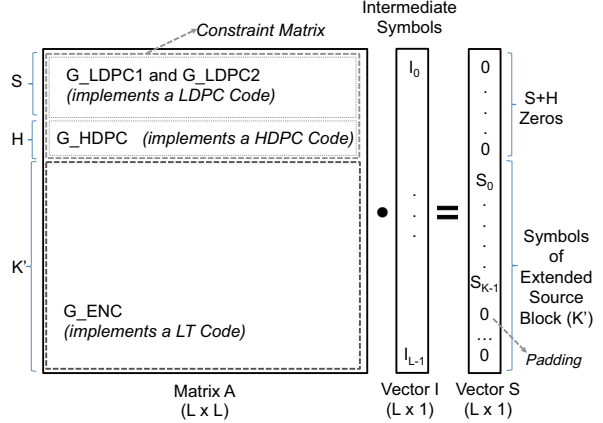 Constraint Matrix
Intermediate
Symbols
S
G_LDPC1 and G_LDPC2
(implements a LDPC Code)
H
G_HDPC (implements a HDPC Code)
K'
G_ENC
(implements a LT Code)
Matrix A
(L x L)
I0
.
.
.
IL-1
Vector I
(L x 1)
=
0
.
.
.
0
S0
.
.
.
.
SK-1
0
...
0
Vector S
(L x 1)
S+H
Zeros
Symbols
of
Extended
Source
Block (K')
Padding